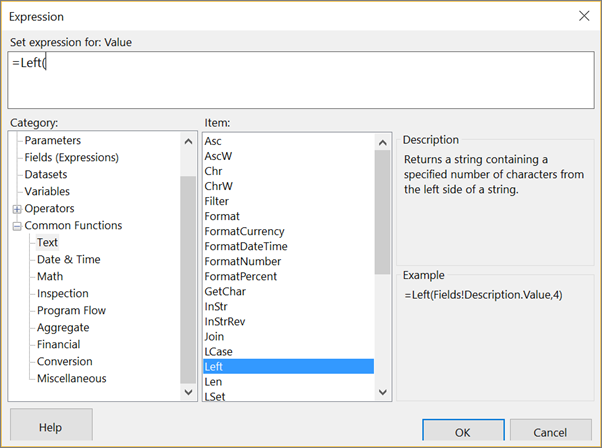 Expression
Set expression for: Value
=Left(
Category:
Parameters
Fields (Expressions)
Datasets
Variables
Operators
Common Functions
Text
Date & Time
Math
Inspection
Program Flow
Aggregate
Financial
Conversion
Miscellaneous
Item:
Asc
AscW
Chr
ChrW
Filter
Format
FormatCurrency
FormatDateTime
FormatNumber
FormatPercent
GetChar
InStr
InStrRev
Join
LCase
Left
Len
LSet
Description
Returns a string containing a
specified number of characters from
the left side of a string.
Example
=Left(Fields!Description.Value,4)
Help
OK
Cancel